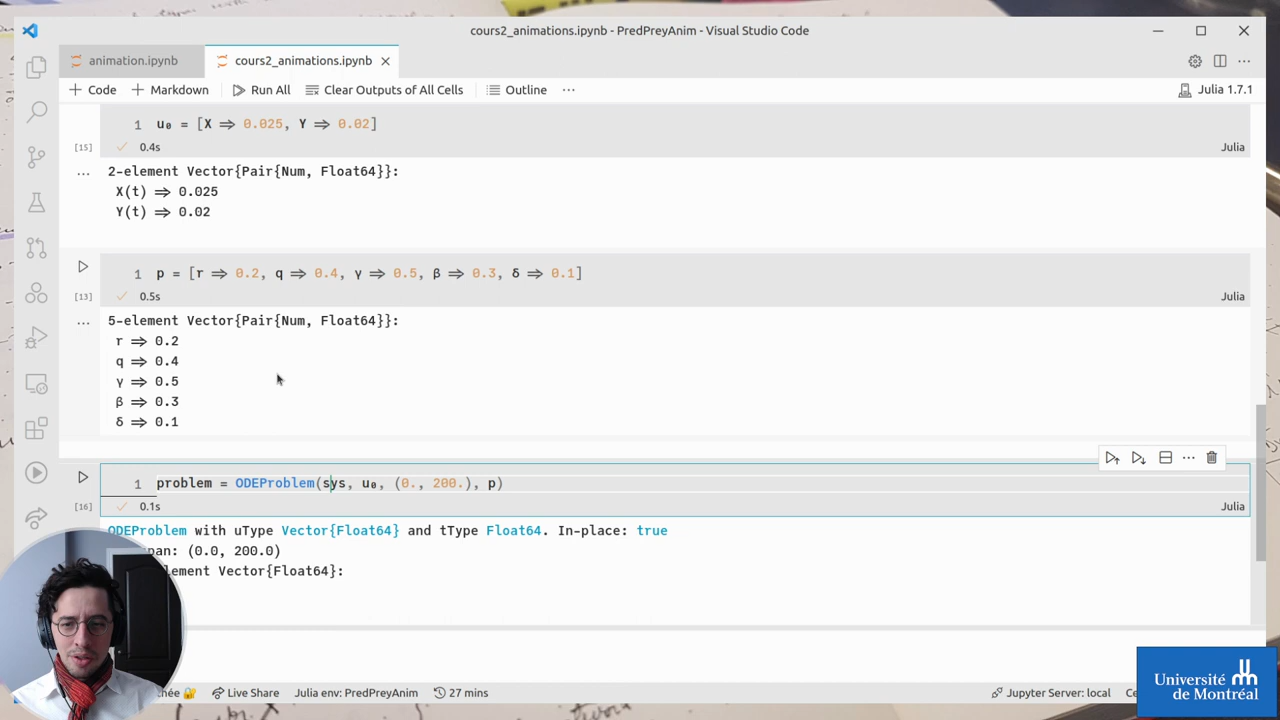 cours2_animations.ipynb - PredPreyAnim - Visual Studio Code
animation.ipynb
cours2_animations.ipynb
Code
Markdown
Run All
Clear Outputs of All Cells
Outline
Julia 1.7.1
1 u₀ = [X => 0.025, Y => 0.02]
[15]
0.4s
Julia
2-element Vector{Pair{Num, Float64}}:
X(t) => 0.025
Y(t) => 0.02
1 p = [r => 0.2, q => 0.4, γ => 0.5, β => 0.3, δ => 0.1]
[13]
0.5s
Julia
5-element Vector{Pair{Num, Float64}}:
r => 0.2
q => 0.4
γ => 0.5
β => 0.3
δ => 0.1
1 problem = ODEProblem(sys, u₀, (0., 200.), p)
[16]
0.1s
Julia
ODEProblem with uType Vector{Float64} and tType Float64. In-place: true
pan: (0.0, 200.0)
lement Vector{Float64}:
Live Share
Julia env: PredPreyAnim
27 mins
Jupyter Server: local
Université
de Montréal